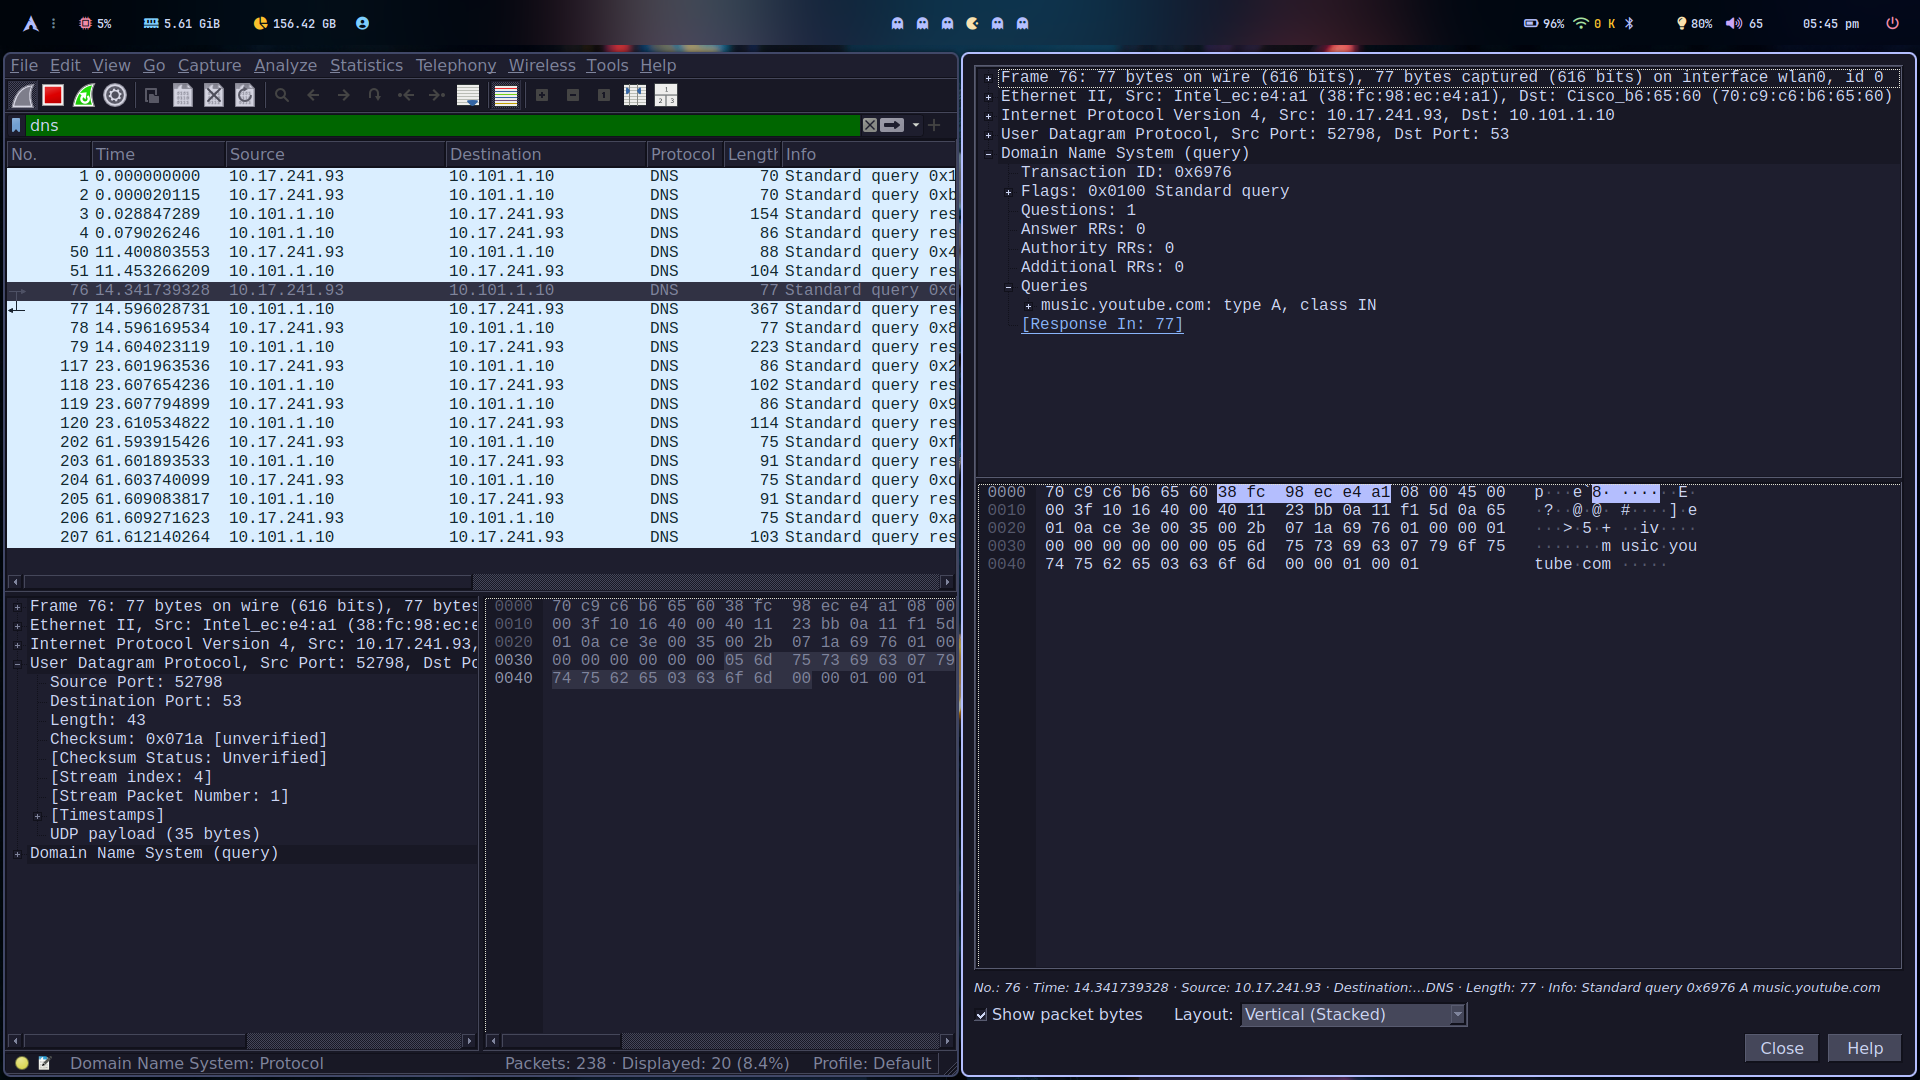 5%
5.61 GiB
156.42 GB
96%
0 K
80%
65
05:45 pm
File Edit View Go Capture Analyze Statistics Telephony Wireless Tools Help
dns
No. Time Source Destination Protocol Length Info
1 0.000000000 10.17.241.93 10.101.1.10 DNS 70 Standard query 0x1
2 0.000020115 10.17.241.93 10.101.1.10 DNS 70 Standard query 0xb
3 0.028847289 10.101.1.10 10.17.241.93 DNS 154 Standard query res
4 0.079026246 10.101.1.10 10.17.241.93 DNS 86 Standard query res
50 11.400803553 10.17.241.93 10.101.1.10 DNS 88 Standard query 0x4
51 11.453266209 10.101.1.10 10.17.241.93 DNS 104 Standard query res
76 14.341739328 10.17.241.93 10.101.1.10 DNS 77 Standard query 0x6
77 14.596028731 10.101.1.10 10.17.241.93 DNS 367 Standard query res
78 14.596169534 10.17.241.93 10.101.1.10 DNS 77 Standard query 0x8
79 14.604023119 10.101.1.10 10.17.241.93 DNS 223 Standard query res
117 23.601963536 10.17.241.93 10.101.1.10 DNS 86 Standard query 0x2
118 23.607654236 10.101.1.10 10.17.241.93 DNS 102 Standard query res
119 23.607794899 10.17.241.93 10.101.1.10 DNS 86 Standard query 0x9
120 23.610534822 10.101.1.10 10.17.241.93 DNS 114 Standard query res
202 61.593915426 10.17.241.93 10.101.1.10 DNS 75 Standard query 0xf
203 61.601893533 10.101.1.10 10.17.241.93 DNS 91 Standard query res
204 61.603740099 10.17.241.93 10.101.1.10 DNS 75 Standard query 0xc
205 61.609083817 10.101.1.10 10.17.241.93 DNS 91 Standard query res
206 61.609271623 10.17.241.93 10.101.1.10 DNS 75 Standard query 0xa
207 61.612140264 10.101.1.10 10.17.241.93 DNS 103 Standard query res
Frame 76: 77 bytes on wire (616 bits), 77 bytes
Ethernet II, Src: Intel_ec:e4:a1 (38:fc:98:ec:e
Internet Protocol Version 4, Src: 10.17.241.93,
User Datagram Protocol, Src Port: 52798, Dst Po
Source Port: 52798
Destination Port: 53
Length: 43
Checksum: 0x071a [unverified]
[Checksum Status: Unverified]
[Stream index: 4]
[Stream Packet Number: 1]
[Timestamps]
UDP payload (35 bytes)
Domain Name System (query)
0000 70 c9 c6 b6 65 60 38 fc 98 ec e4 a1 08 00
0010 00 3f 10 16 40 00 40 11 23 bb 0a 11 f1 5d
0020 01 0a ce 3e 00 35 00 2b 07 1a 69 76 01 00
0030 00 00 00 00 00 00 05 6d 75 73 69 63 07 79
0040 74 75 62 65 03 63 6f 6d 00 00 01 00 01
Domain Name System: Protocol
Packets: 238 · Displayed: 20 (8.4%)
Profile: Default
Frame 76: 77 bytes on wire (616 bits), 77 bytes captured (616 bits) on interface wlan0, id 0
Ethernet II, Src: Intel_ec:e4:a1 (38:fc:98:ec:e4:a1), Dst: Cisco_b6:65:60 (70:c9:c6:b6:65:60)
Internet Protocol Version 4, Src: 10.17.241.93, Dst: 10.101.1.10
User Datagram Protocol, Src Port: 52798, Dst Port: 53
Domain Name System (query)
Transaction ID: 0x6976
Flags: 0x0100 Standard query
Questions: 1
Answer RRs: 0
Authority RRs: 0
Additional RRs: 0
Queries
music.youtube.com: type A, class IN
[Response In: 77]
0000 70 c9 c6 b6 65 60 38 fc 98 ec e4 a1 08 00 45 00 p···e`8· ······E·
0010 00 3f 10 16 40 00 40 11 23 bb 0a 11 f1 5d 0a 65 ·?··@·@· #····]·e
0020 01 0a ce 3e 00 35 00 2b 07 1a 69 76 01 00 00 01 ···>·5·+ ··iv····
0030 00 00 00 00 00 00 05 6d 75 73 69 63 07 79 6f 75 ·······m usic·you
0040 74 75 62 65 03 63 6f 6d 00 00 01 00 01 tube·com ·····
No.: 76 · Time: 14.341739328 · Source: 10.17.241.93 · Destination:...DNS · Length: 77 · Info: Standard query 0x6976 A music.youtube.com
Show packet bytes
Layout: Vertical (Stacked)
Close
Help